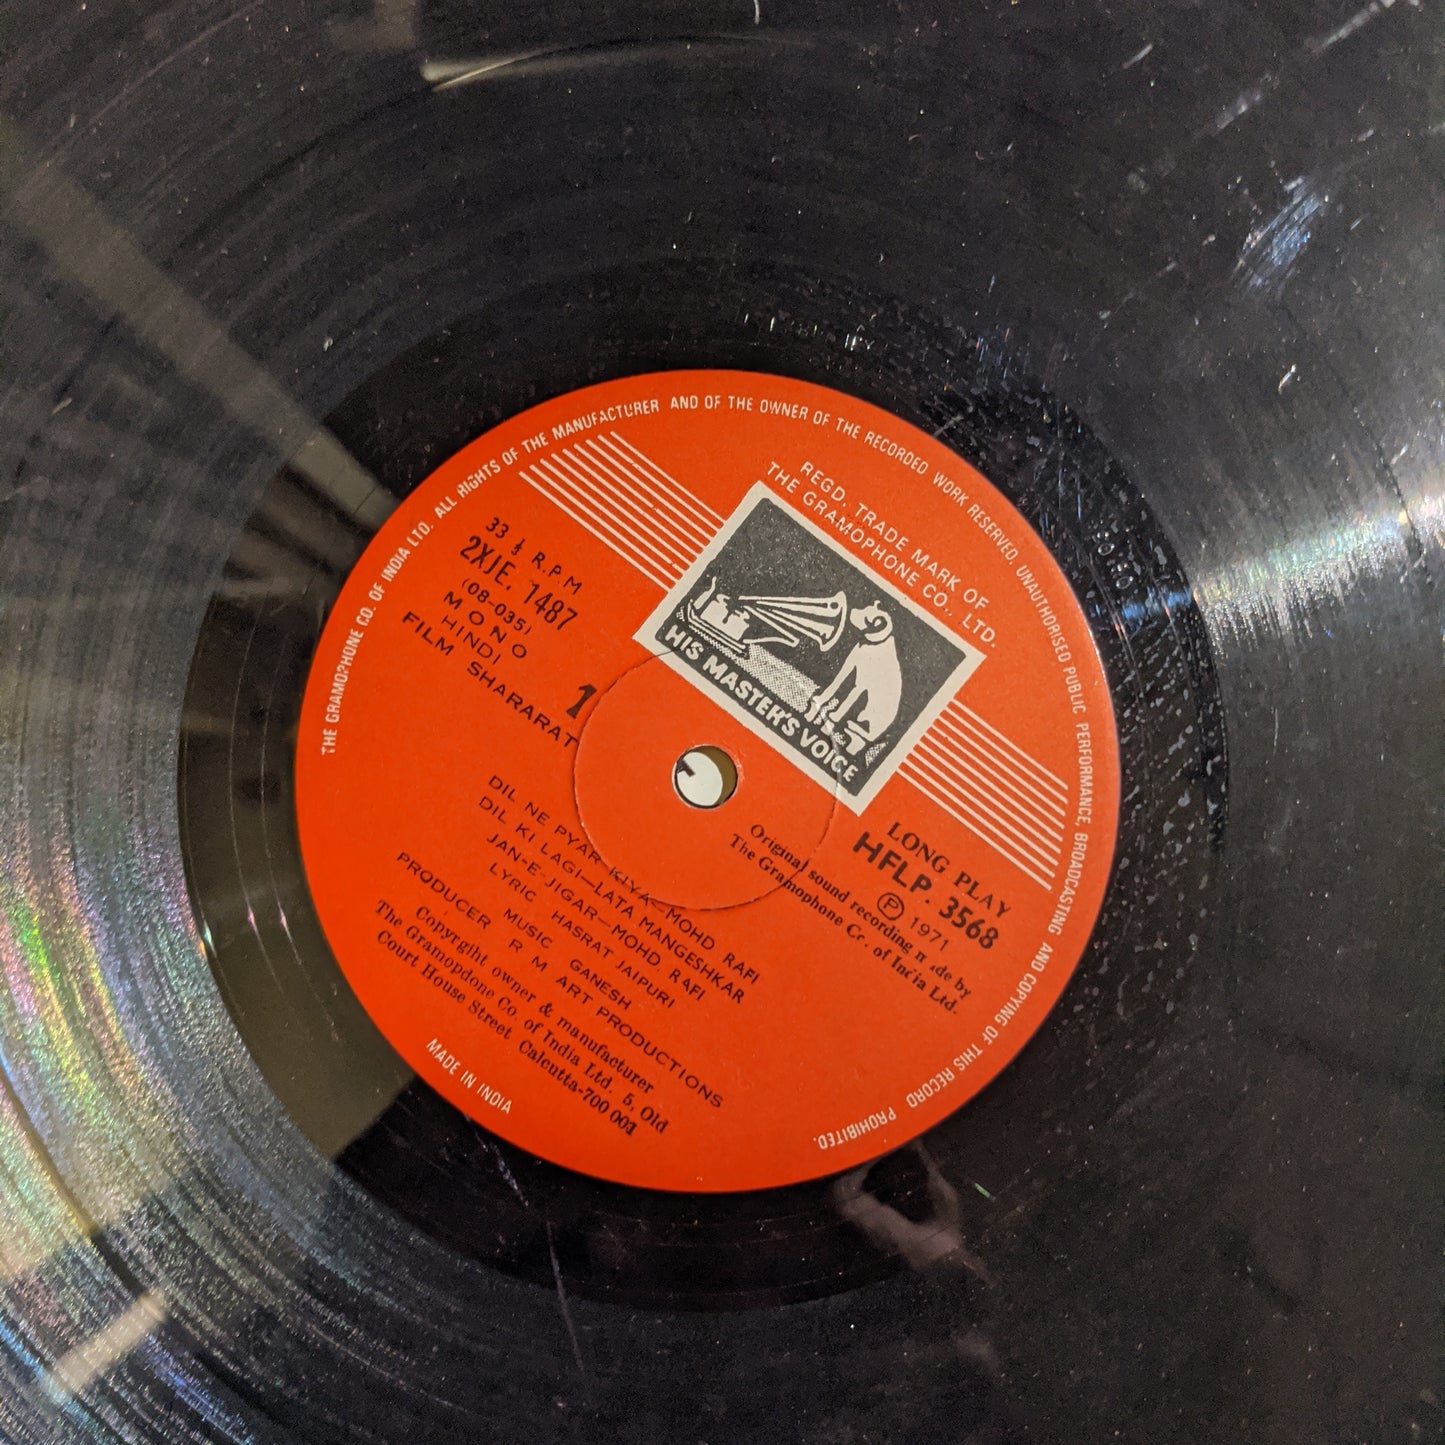 THE GRAMOPHONE CO. OF INDIA LTD. ALL RIGHTS OF THE MANUFACTURER AND OF THE OWNER OF THE RECORDED WORK RESERVED. UNAUTHORISED PUBLIC PERFORMANCE, BROADCASTING AND COPYING OF THIS RECORD PROHIBITED.
REGD. TRADE MARK OF
THE GRAMOPHONE CO., LTD.
HIS MASTER'S VOICE
33 ⅓ R.P.M
2XJE. 1487
(08-035)
MONO
HINDI
FILM SHARARAT
1
LONG PLAY
HFLP. 3568
Ⓟ 1971
Original sound recording made by
The Gramophone Co. of India Ltd.
DIL NE PYAR KIYA—MOHD RAFI
DIL KI LAGI—LATA MANGESHKAR
JAN-E-JIGAR—MOHD. RAFI
LYRIC HASRAT JAIPURI
MUSIC GANESH
PRODUCER R M ART PRODUCTIONS
Copyrgiht owner & manufacturer
The Gramopdone Co. of India Ltd. 5, Old
Court House Street Calcutta-700 001
MADE IN INDIA